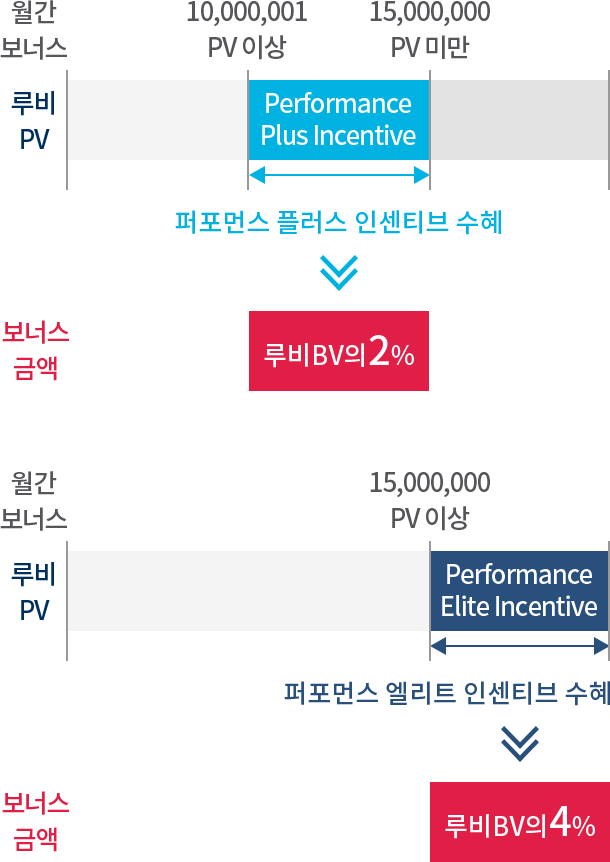 월간
보너스
10,000,001
PV 이상
15,000,000
PV 미만
루비
PV
Performance
Plus Incentive
퍼포먼스 플러스 인센티브 수혜
보너스
금액
루비BV의2%
월간
보너스
15,000,000
PV 이상
루비
PV
Performance
Elite Incentive
퍼포먼스 엘리트 인센티브 수혜
보너스
금액
루비BV의4%